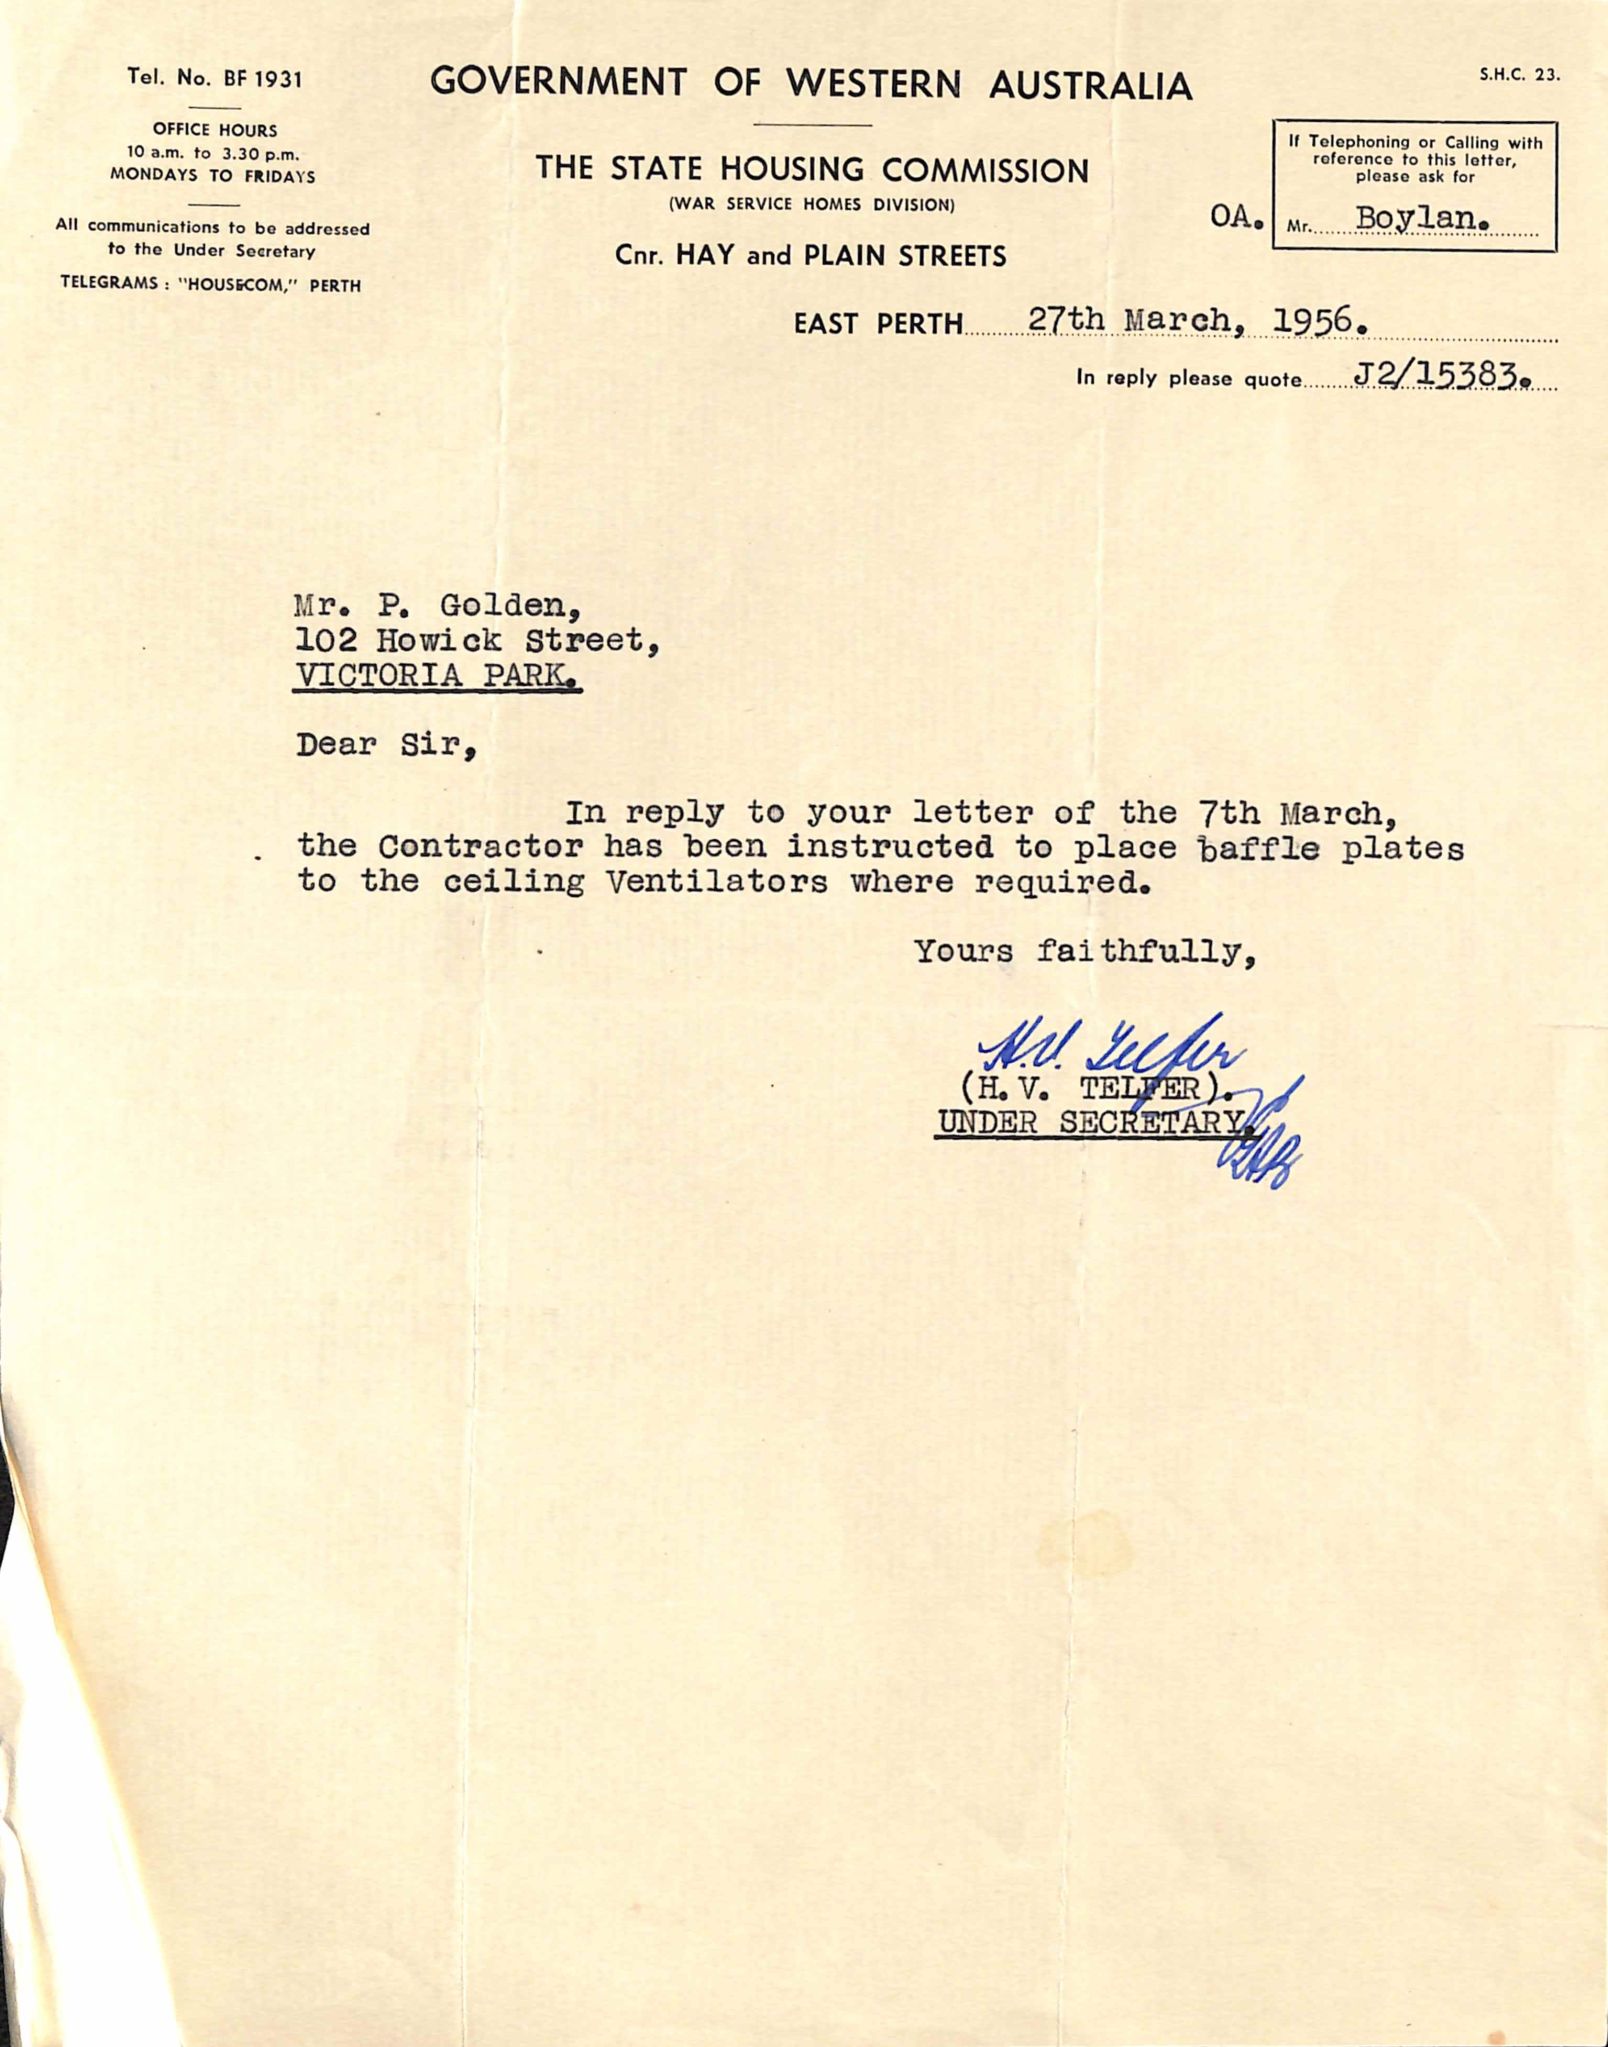 Tel. No. BF 1931
OFFICE HOURS
10 a.m. to 3.30 p.m.
MONDAYS TO FRIDAYS
All communications to be addressed
to the Under Secretary
TELEGRAMS : "HOUSECOM," PERTH
GOVERNMENT OF WESTERN AUSTRALIA
THE STATE HOUSING COMMISSION
(WAR SERVICE HOMES DIVISION)
Cnr. HAY and PLAIN STREETS
S.H.C. 23.
If Telephoning or Calling with
reference to this letter,
please ask for
OA. Mr. Boylan.
EAST PERTH 27th March, 1956.
In reply please quote J2/15383.
Mr. P. Golden,
102 Howick Street,
VICTORIA PARK.
Dear Sir,
In reply to your letter of the 7th March,
the Contractor has been instructed to place baffle plates
to the ceiling Ventilators where required.
Yours faithfully,
H.V. Telfer
(H.V. TELFER).
UNDER SECRETARY.